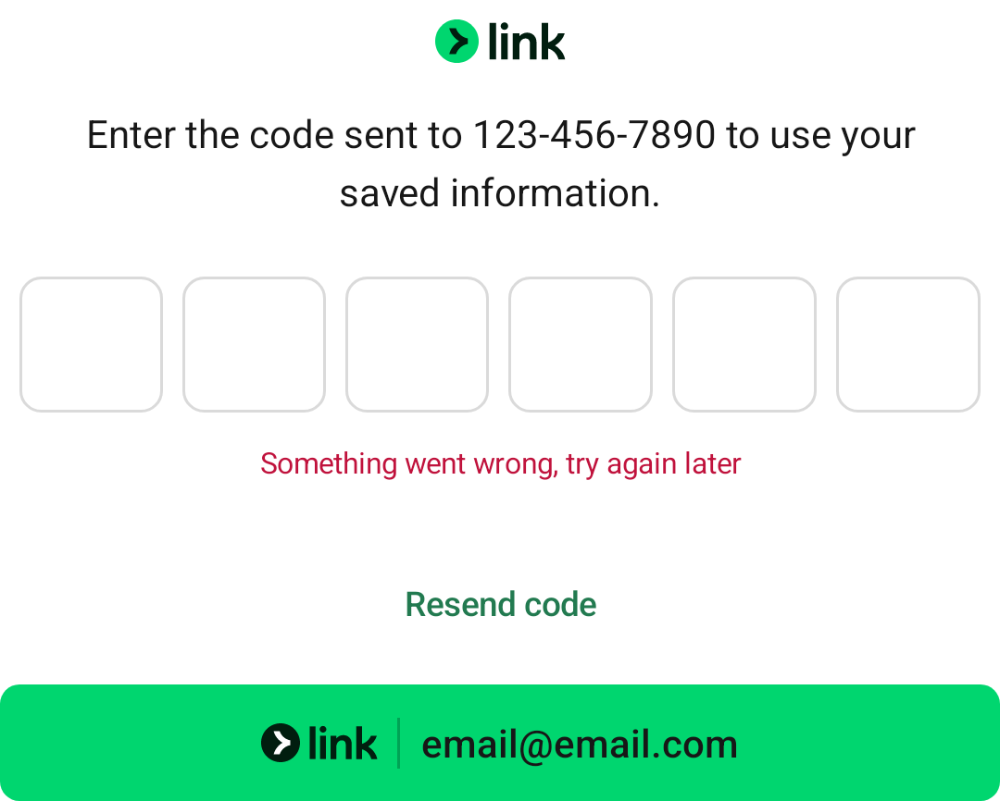 link
Enter the code sent to 123-456-7890 to use your
saved information.
Something went wrong, try again later
Resend code
link | email@email.com